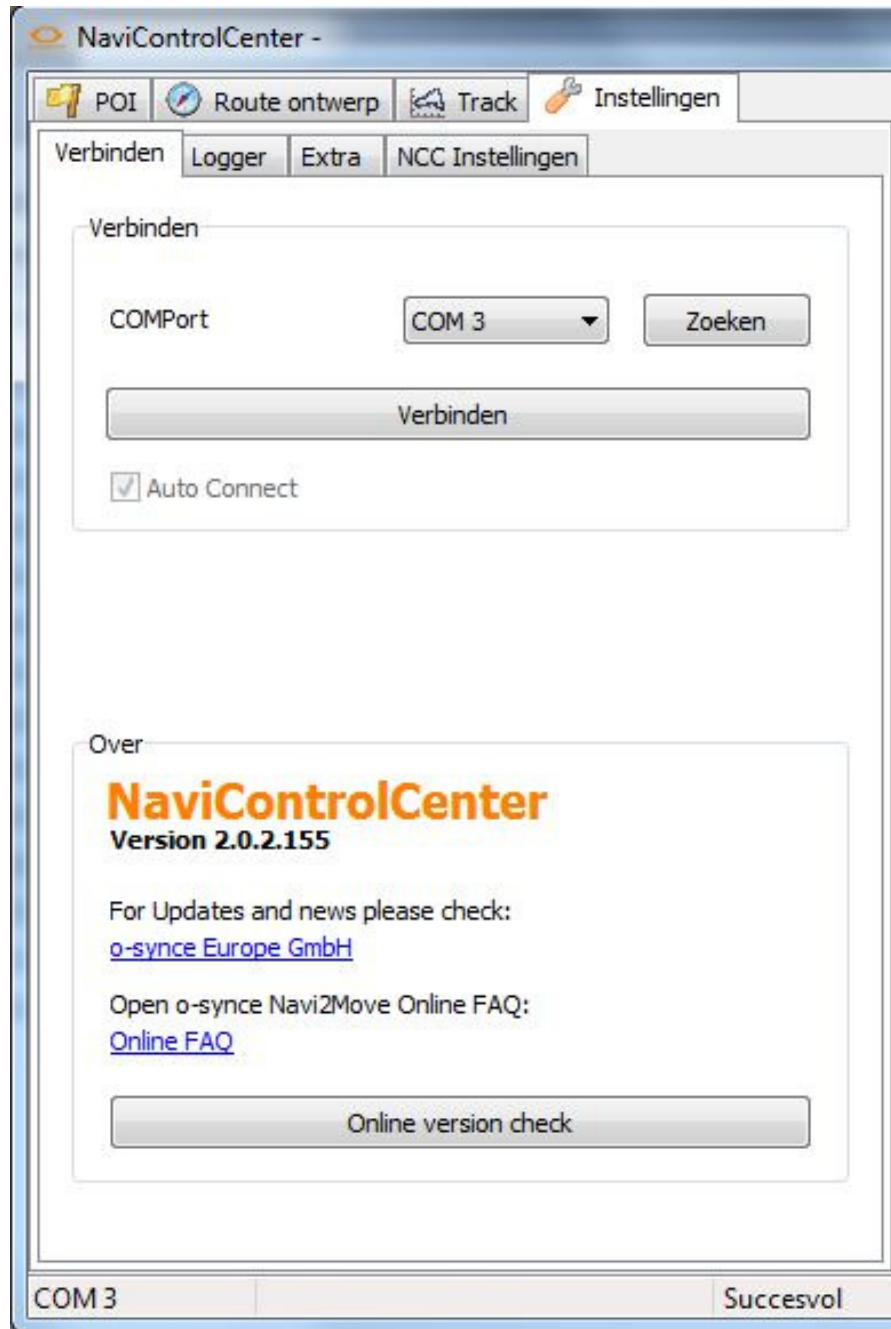 NaviControlCenter -
POI Route ontwerp Track Instellingen
Verbinden Logger Extra NCC Instellingen
Verbinden
COMPort COM 3 Zoeken
Verbinden
Auto Connect
Over
NaviControlCenter
Version 2.0.2.155
For Updates and news please check:
o-synce Europe GmbH
Open o-synce Navi2Move Online FAQ:
Online FAQ
Online version check
COM 3 Succesvol